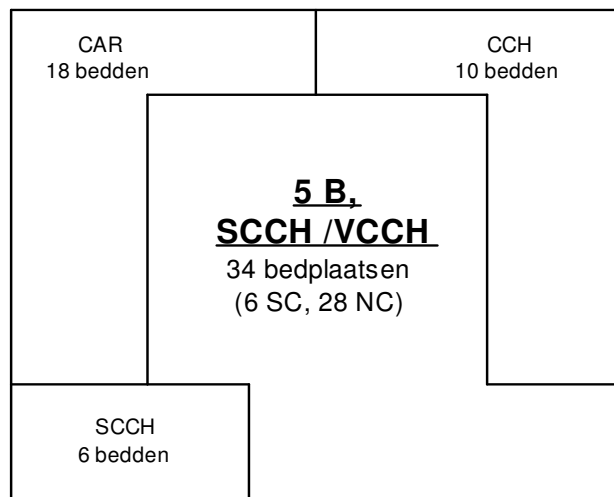 CAR
18 bedden
CCH
10 bedden
5 B,
SCCH /VCCH
34 bedplaatsen
(6 SC, 28 NC)
SCCH
6 bedden